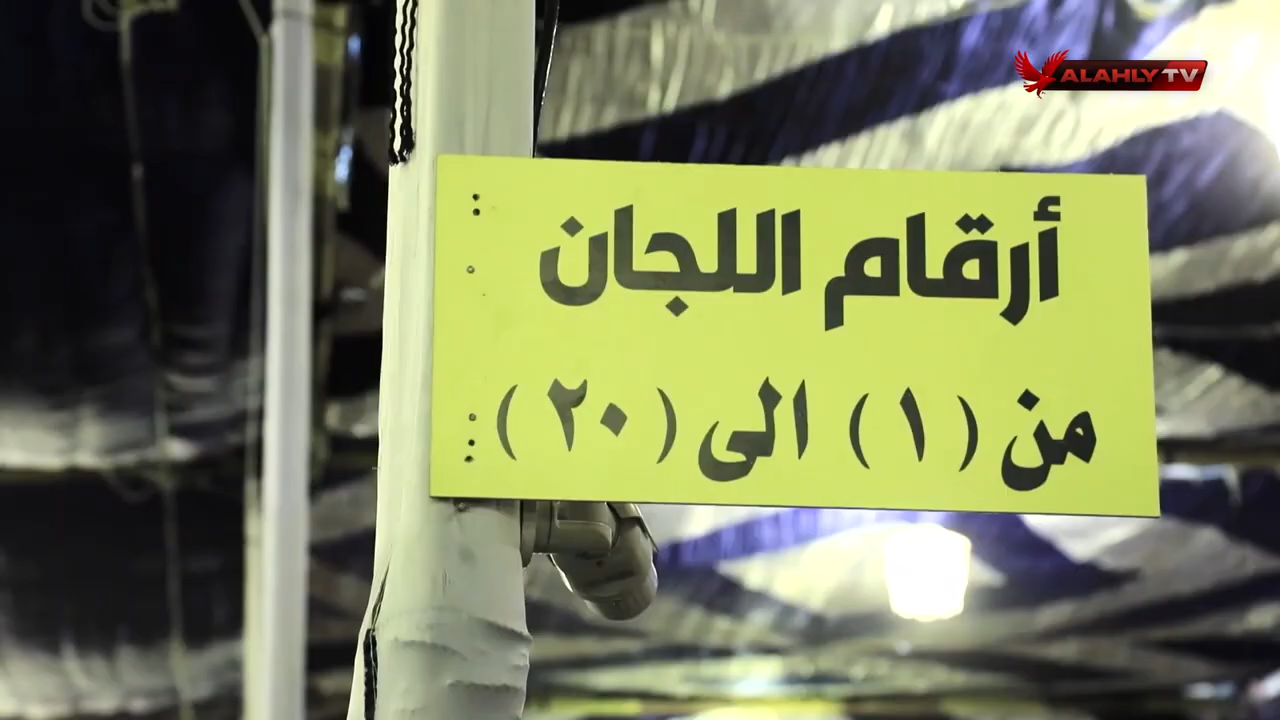 ALAHLY TV
أرقام اللجان
من ( ١ ) الى ( ٢٠ )